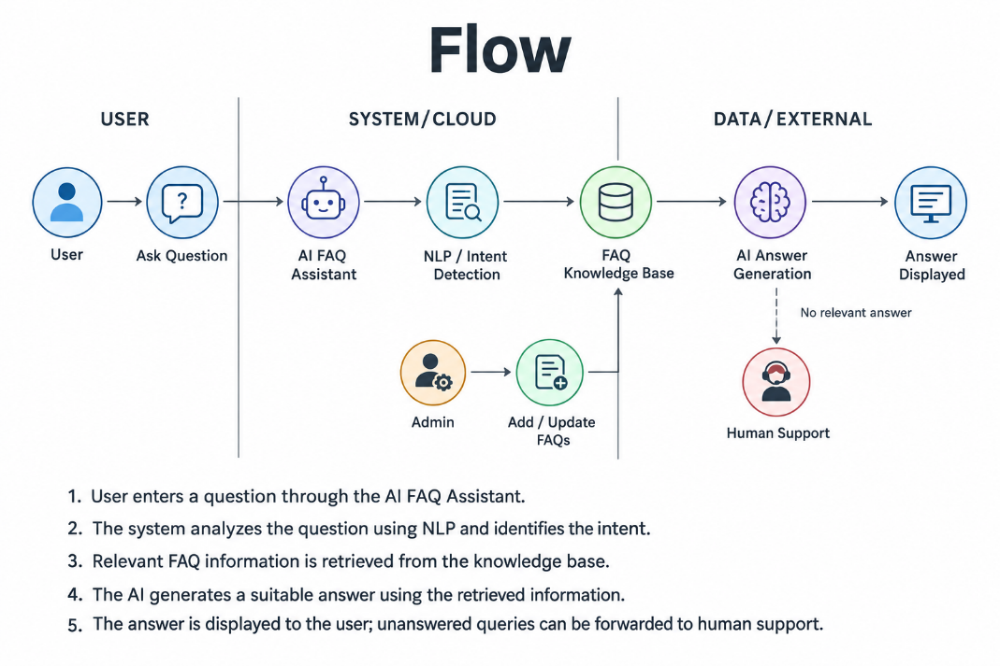 Flow
USER
SYSTEM/CLOUD
DATA/EXTERNAL
?
User
Ask Question
AI FAQ
Assistant
NLP / Intent
Detection
FAQ
Knowledge Base
AI Answer
Generation
Answer
Displayed
No relevant answer
Admin
Add / Update
FAQs
Human Support
1. User enters a question through the AI FAQ Assistant.
2. The system analyzes the question using NLP and identifies the intent.
3. Relevant FAQ information is retrieved from the knowledge base.
4. The AI generates a suitable answer using the retrieved information.
5. The answer is displayed to the user; unanswered queries can be forwarded to human support.